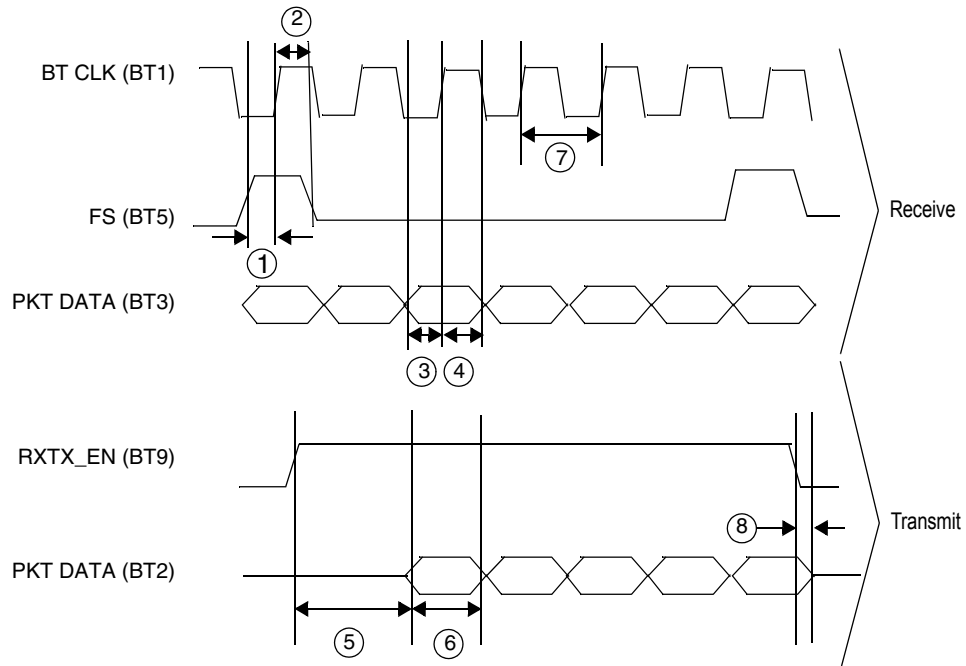 2
BT CLK (BT1)
7
FS (BT5)
Receive
1
PKT DATA (BT3)
3 4
RXTX_EN (BT9)
8
Transmit
PKT DATA (BT2)
5 6